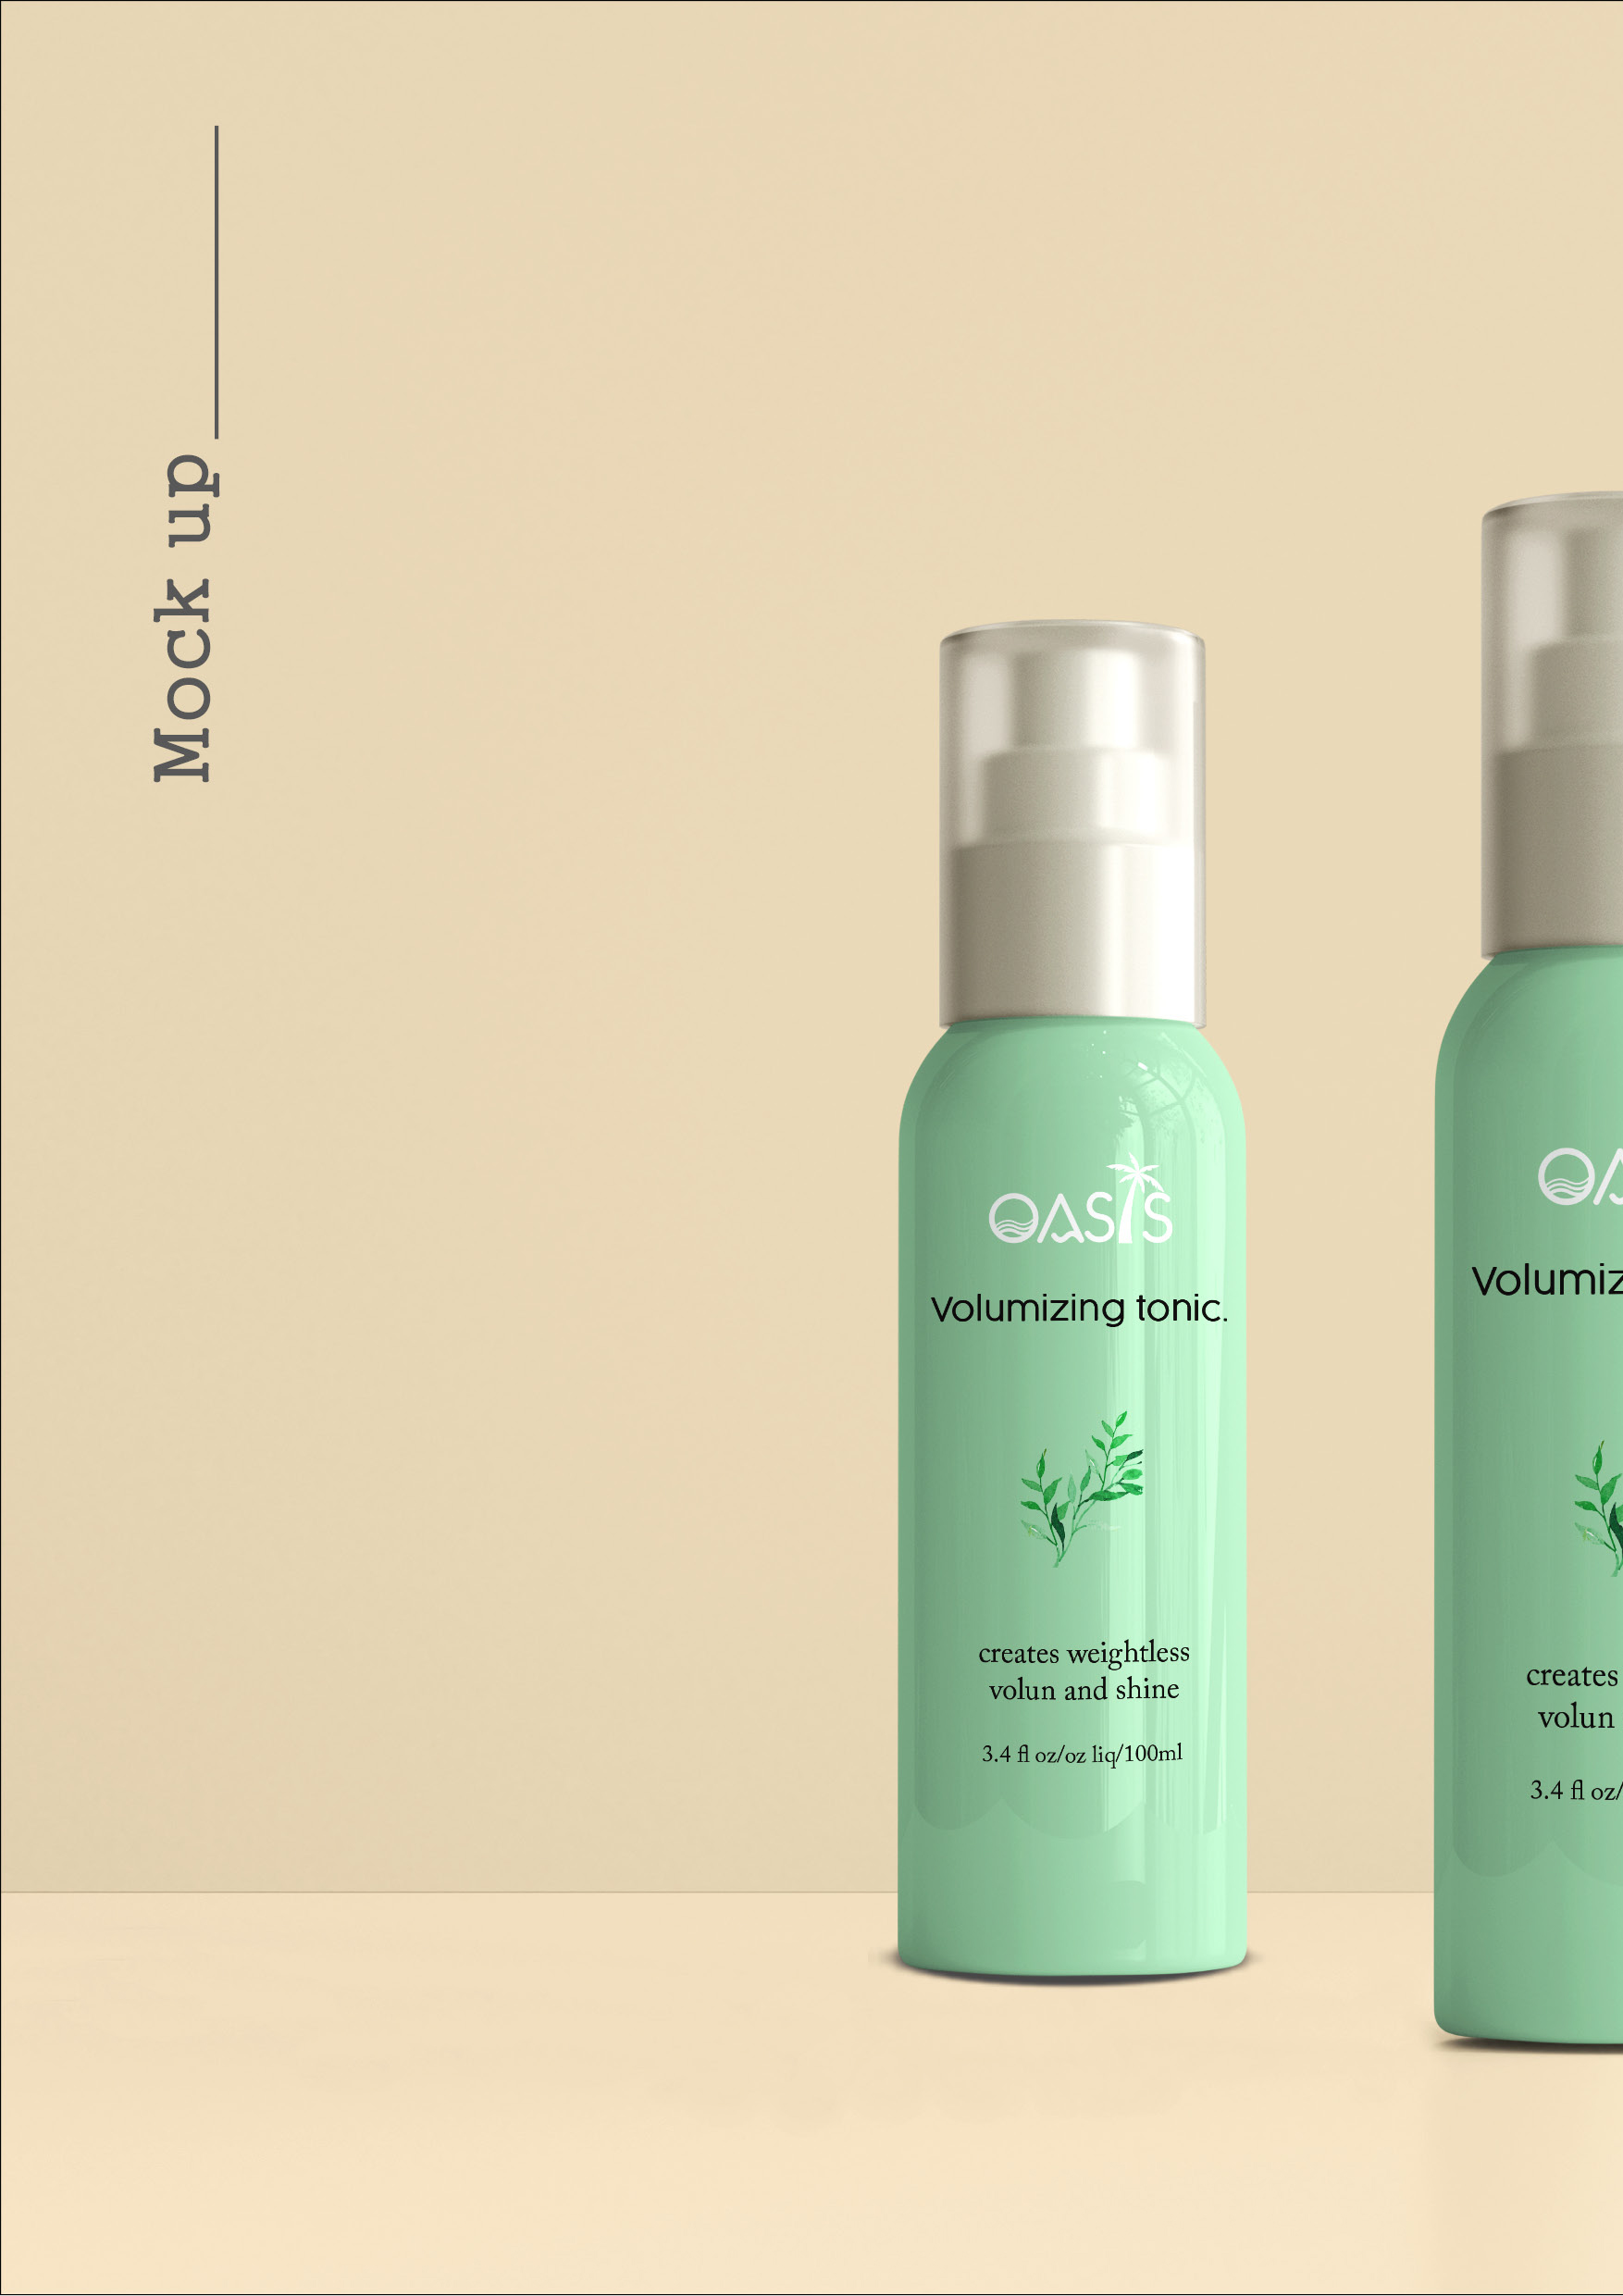 Mock up
OASIS
Volumizing tonic.
creates weightless
volun and shine
3.4 fl oz/oz liq/100ml
OA
Volumiz
creates
volun
3.4 fl oz/